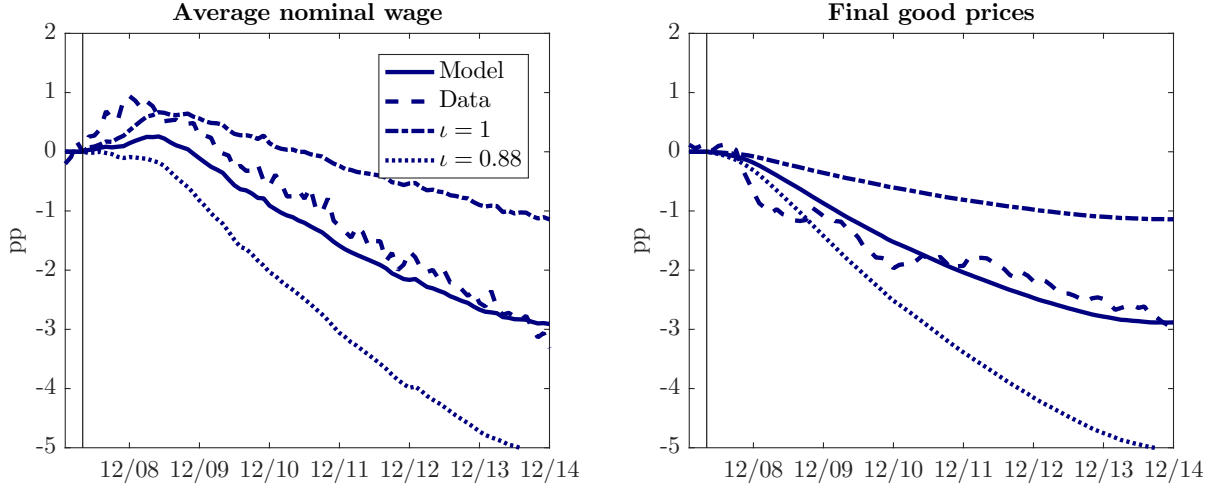 Average nominal wage
2
1
0
-1
-2
-3
-4
-5
pp
Model
Data
ι = 1
ι = 0.88
12/08 12/09 12/10 12/11 12/12 12/13 12/14
Final good prices
2
1
0
-1
-2
-3
-4
-5
pp
12/08 12/09 12/10 12/11 12/12 12/13 12/14